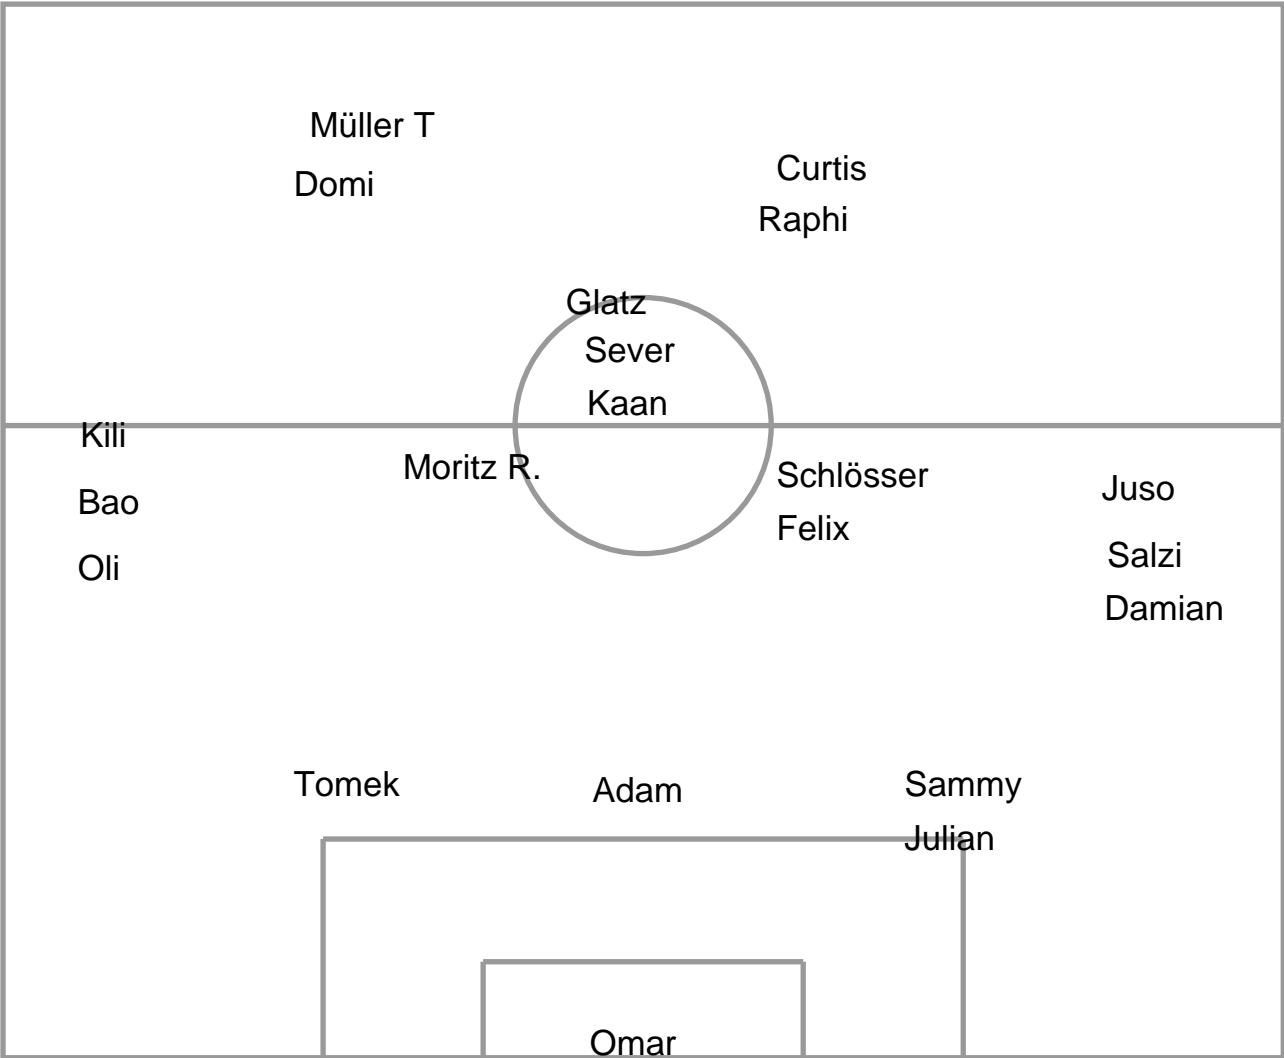 Müller T
Curtis
Domi
Raphi
Glatz
Sever
Kaan
Kili
Moritz R.
Schlösser
Juso
Bao
Felix
Salzi
Oli
Damian
Tomek
Adam
Sammy
Julian
Omar